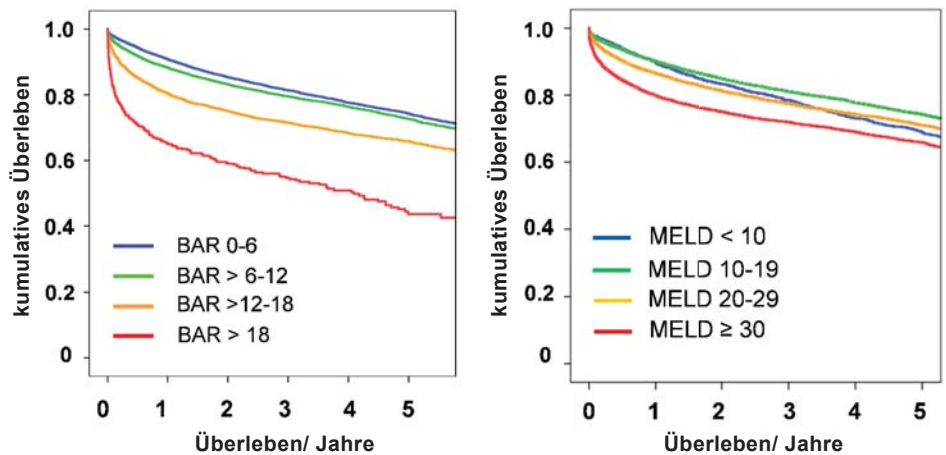 kumulatives Überleben
1.0
0.8
0.6
0.4
0.2
0
BAR 0-6
BAR > 6-12
BAR >12-18
BAR > 18
0 1 2 3 4 5
Überleben/ Jahre
kumulatives Überleben
1.0
0.8
0.6
0.4
0.2
0
MELD < 10
MELD 10-19
MELD 20-29
MELD ≥ 30
0 1 2 3 4 5
Überleben/ Jahre